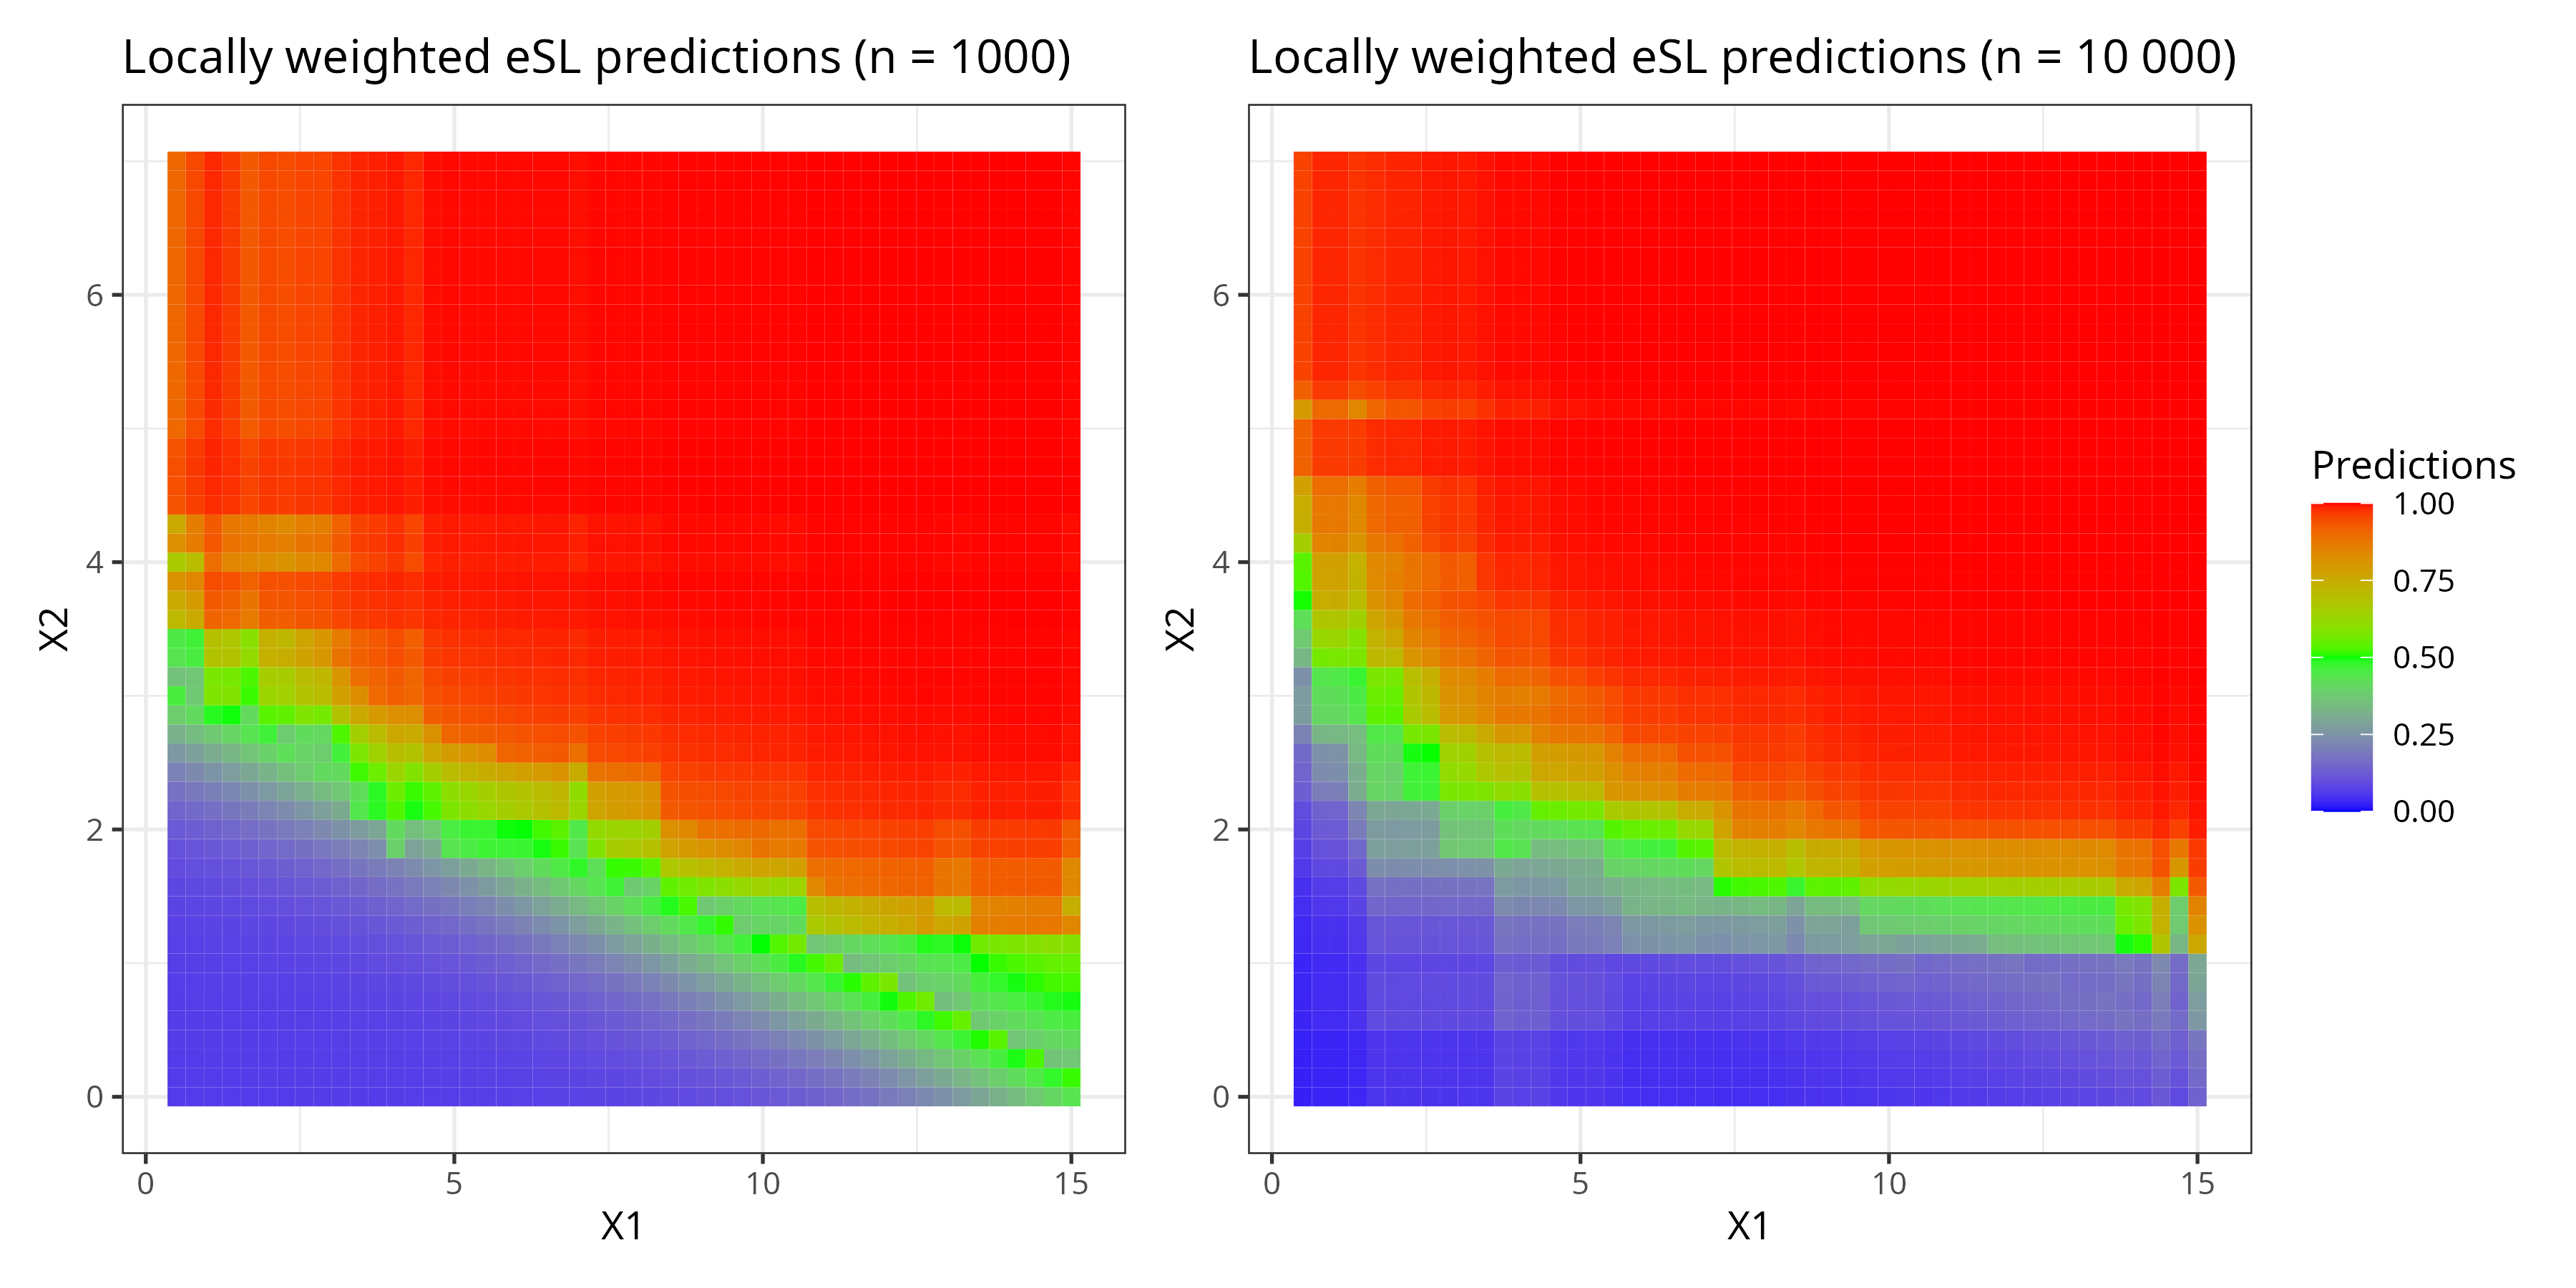 Locally weighted eSL predictions (n = 1000)
Locally weighted eSL predictions (n = 10 000)
X2
6
4
2
0
0 5 10 15
X1
X2
6
4
2
0
0 5 10 15
X1
Predictions
1.00
0.75
0.50
0.25
0.00